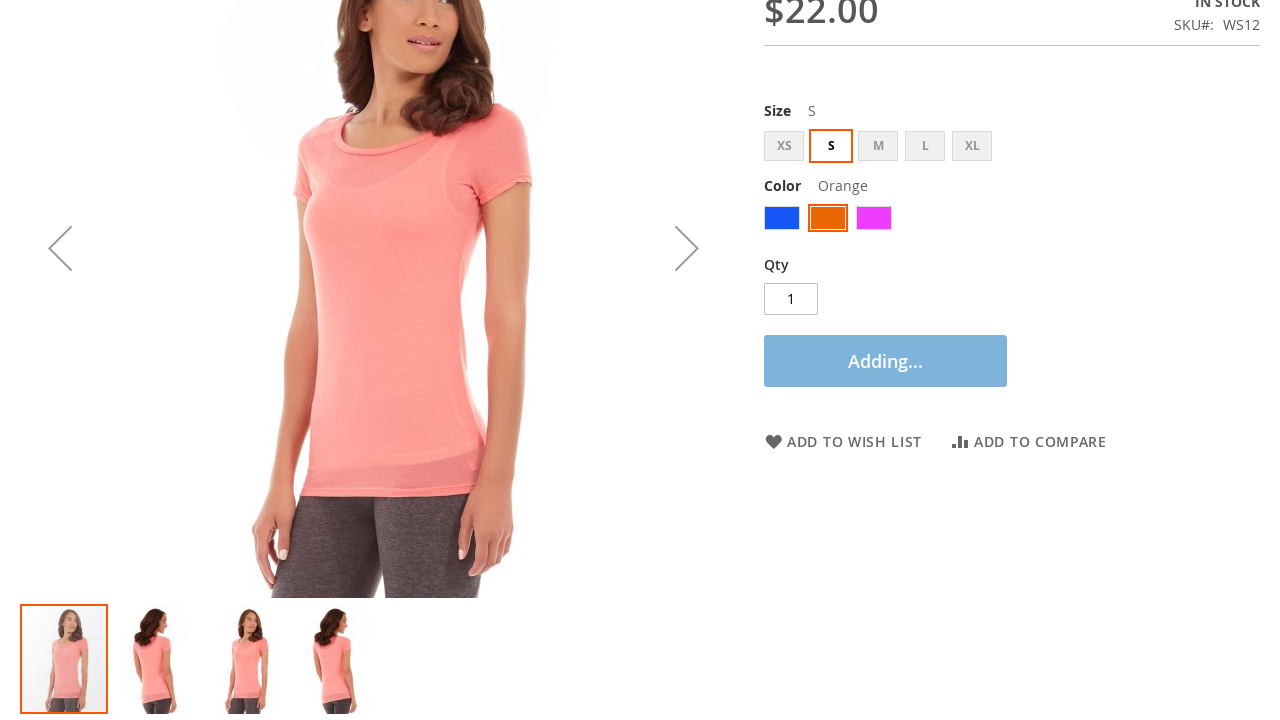 $22.00
IN STOCK
SKU#: WS12
Size S
XS S M L XL
Color Orange
Qty
1
Adding...
ADD TO WISH LIST ADD TO COMPARE